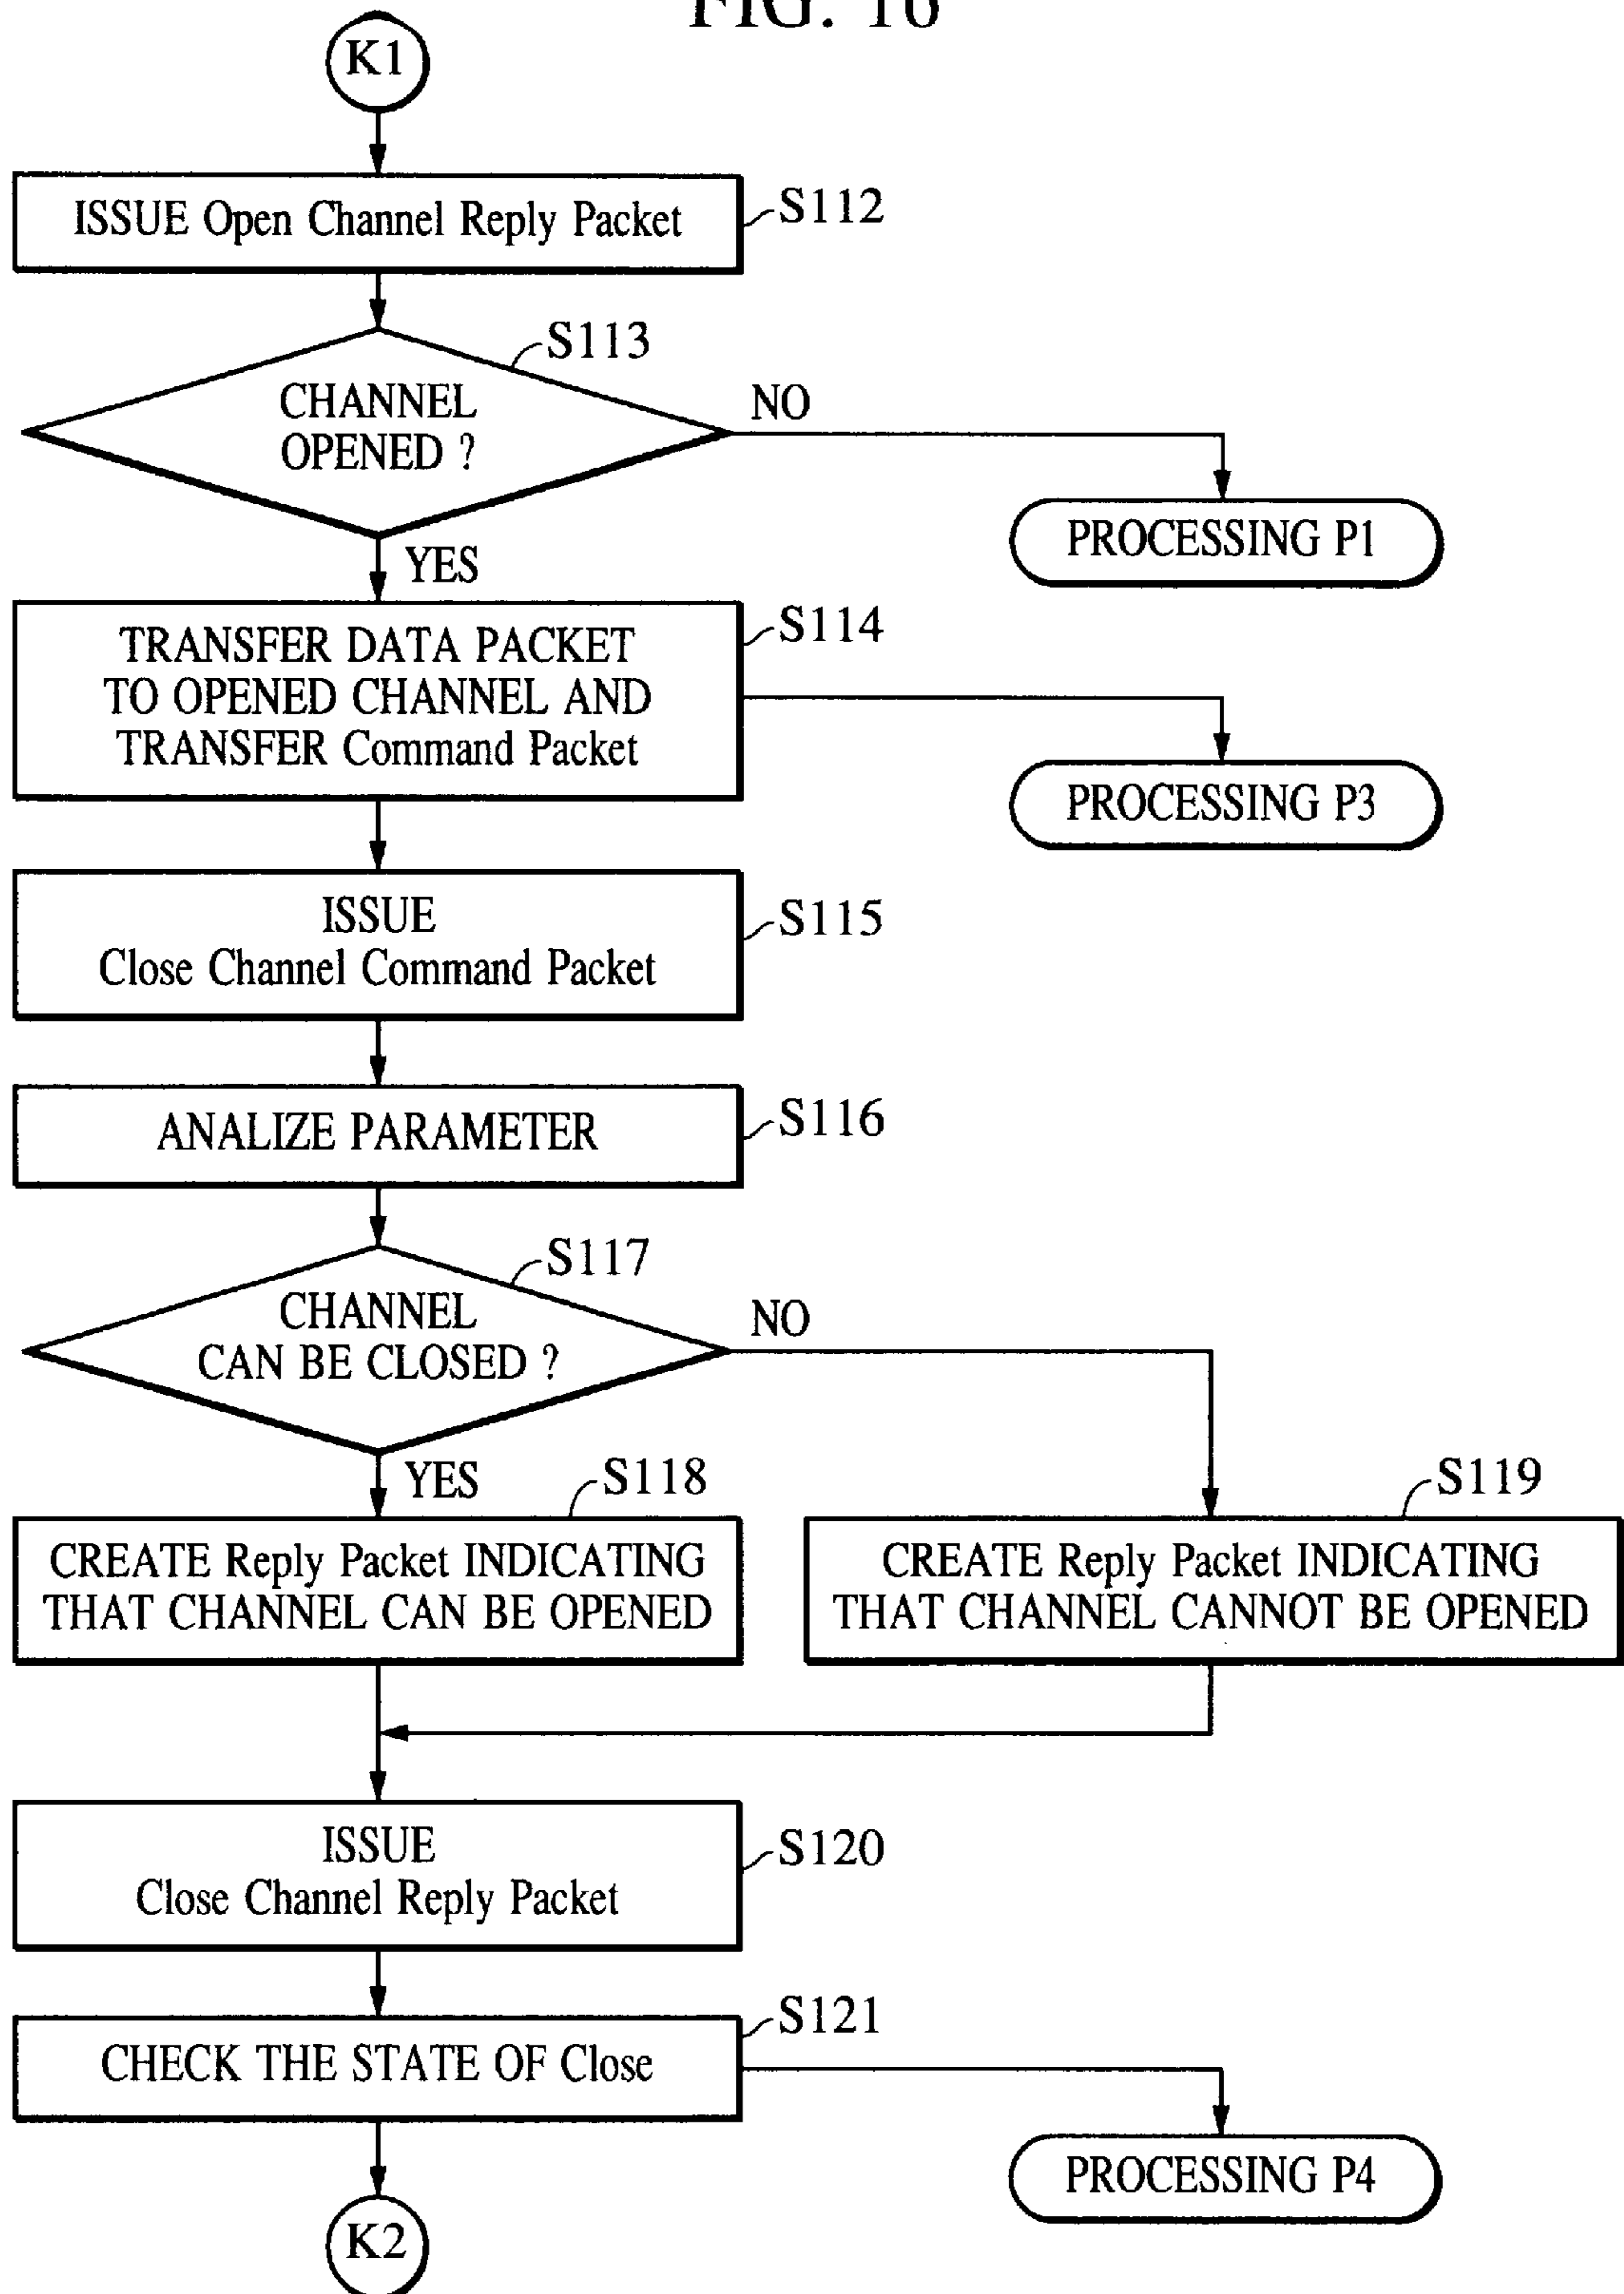 FIG. 16
K1
ISSUE Open Channel Reply Packet
S112
S113
CHANNEL
OPENED ?
NO
PROCESSING P1
YES
TRANSFER DATA PACKET
TO OPENED CHANNEL AND
TRANSFER Command Packet
S114
PROCESSING P3
ISSUE
Close Channel Command Packet
S115
ANALIZE PARAMETER
S116
S117
CHANNEL
CAN BE CLOSED ?
NO
YES
S118
S119
CREATE Reply Packet INDICATING
THAT CHANNEL CAN BE OPENED
CREATE Reply Packet INDICATING
THAT CHANNEL CANNOT BE OPENED
ISSUE
Close Channel Reply Packet
S120
CHECK THE STATE OF Close
S121
PROCESSING P4
K2